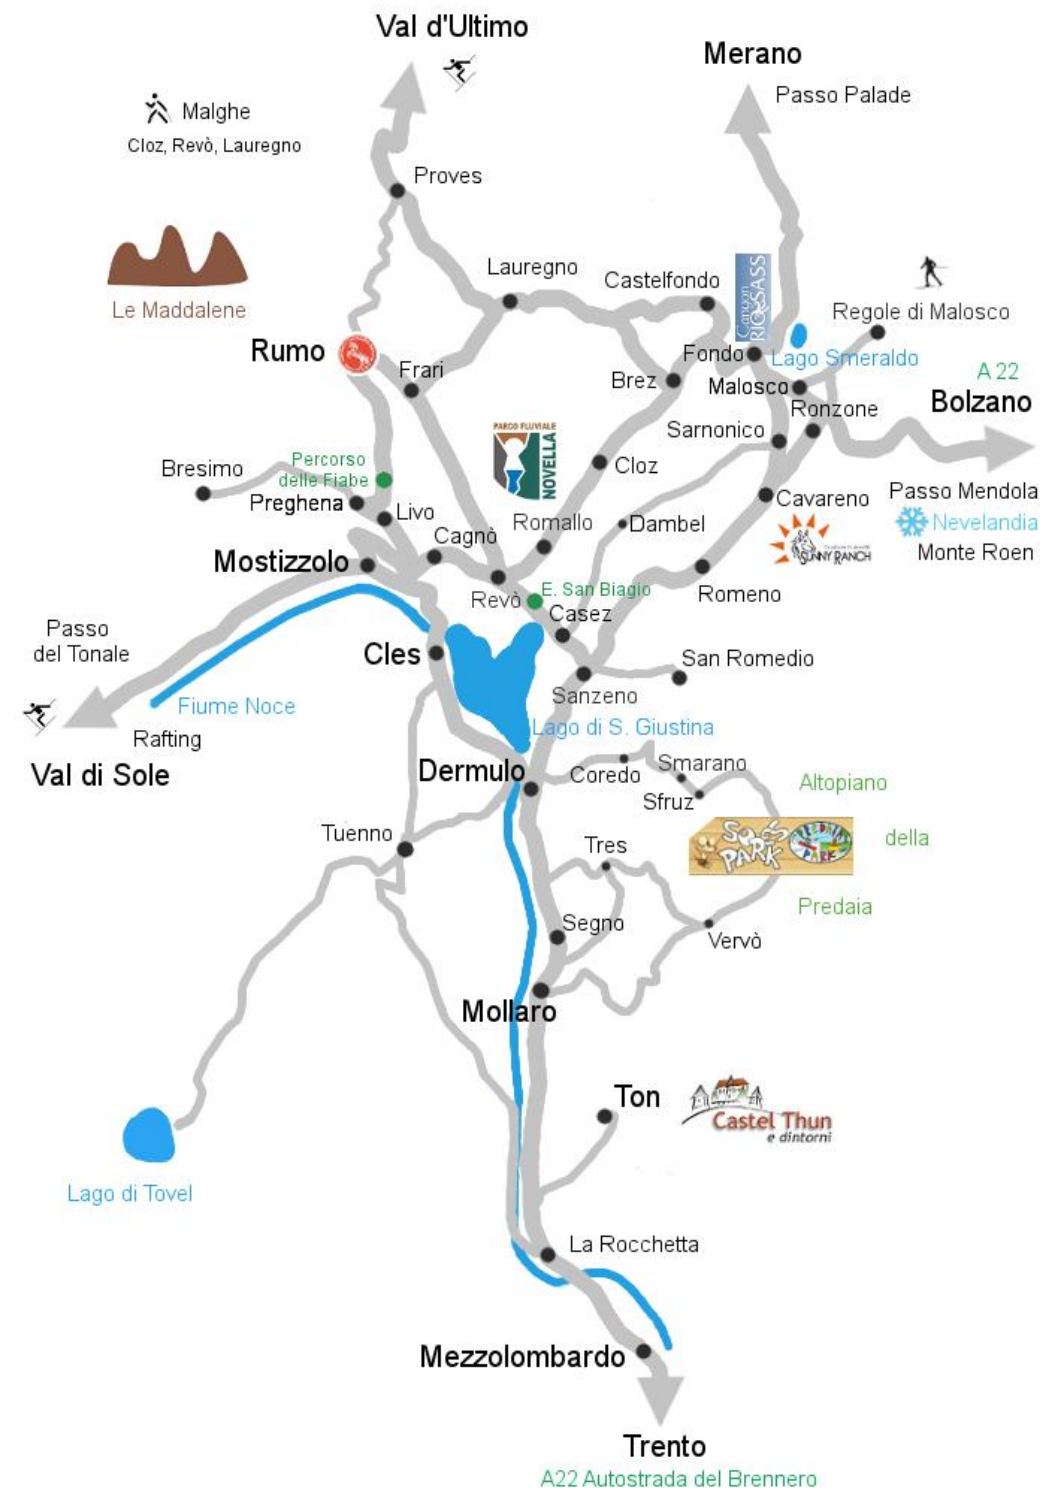 Val d'Ultimo
Merano
Passo Palade
Malghe
Cloz, Revò, Lauregno
Proves
Lauregno
Castelfondo
Canyon
RIO SASS
Le Maddalene
Regole di Malosco
Rumo
Frari
Fondo
Lago Smeraldo
A 22
Brez
Malosco
Bolzano
Ronzone
PARCO FLUVIALE
NOVELLA
Sarnonico
Percorso
delle Fiabe
Bresimo
Cloz
Preghena
Livo
Cavareno
Passo Mendola
Romallo
Dambel
Nevelandia
Cagnò
SUNNY RANCH
Monte Roen
Mostizzolo
Revò
E. San Biagio
Romeno
Casez
Passo
del Tonale
Cles
San Romedio
Sanzeno
Fiume Noce
Lago di S. Giustina
Rafting
Val di Sole
Dermulo
Coredo
Smarano
Altopiano
Sfruz
Tuenno
Tres
SORES
PARK
PREDAIA
PARK
della
Predaia
Segno
Vervò
Mollaro
Ton
Castel Thun
e dintorni
Lago di Tovel
La Rocchetta
Mezzolombardo
Trento
A22 Autostrada del Brennero